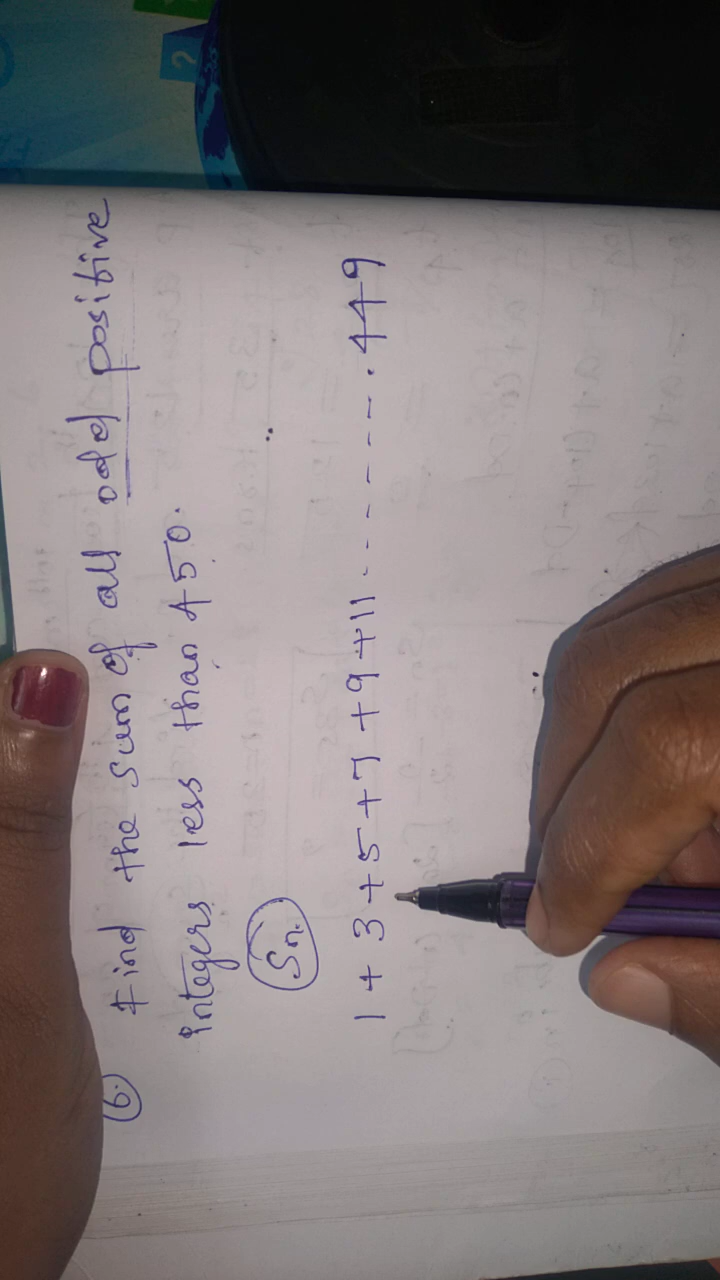 6. Find the sum of all odd positive
integers less than 450.
Sn.
1 + 3 + 5 + 7 + 9 + 11 - - - - - - - - . 449